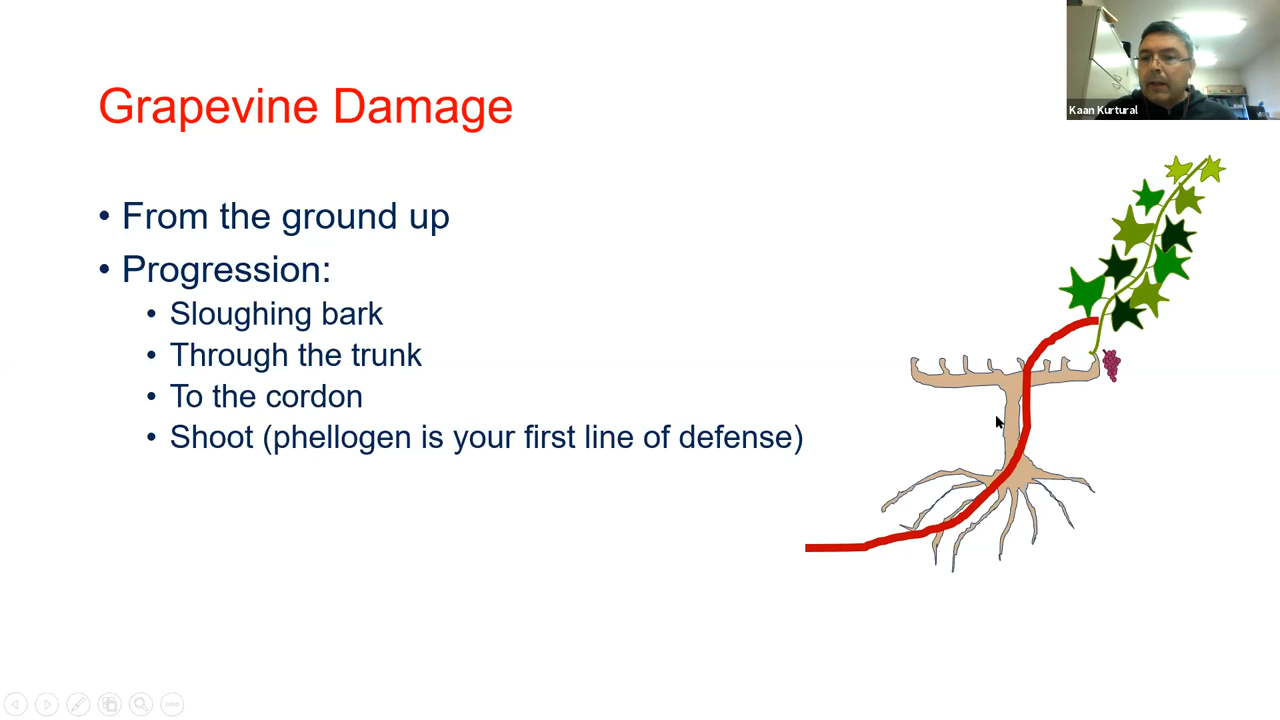 Kaan Kurtural
Grapevine Damage
• From the ground up
• Progression:
• Sloughing bark
• Through the trunk
• To the cordon
• Shoot (phellogen is your first line of defense)